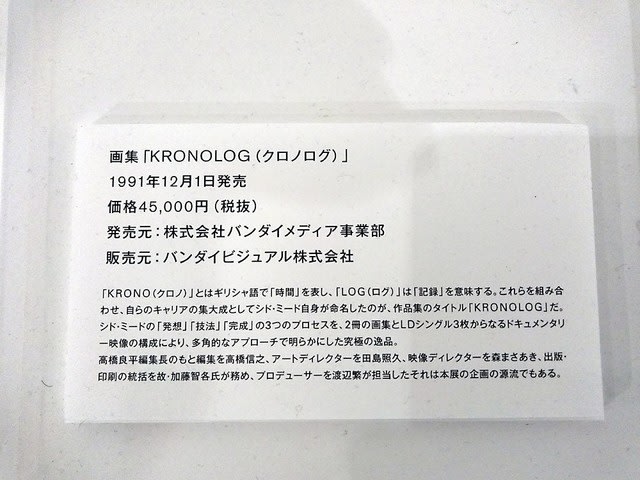 画集「KRONOLOG（クロノログ）」
1991年12月1日発売
価格45,000円（税抜）
発売元：株式会社バンダイメディア事業部
販売元：バンダイビジュアル株式会社
「KRONO（クロノ）」とはギリシャ語で「時間」を表し、「LOG（ログ）」は「記録」を意味する。これらを組み合
わせ、自らのキャリアの集大成としてシド・ミード自身が命名したのが、作品集のタイトル「KRONOLOG」だ。
シド・ミードの「発想」「技法」「完成」の3つのプロセスを、2冊の画集とLDシングル3枚からなるドキュメンタリ
ー映像の構成により、多角的なアプローチで明らかにした究極の逸品。
高橋良平編集長のもと編集を高橋信之、アートディレクターを田島照久、映像ディレクターを森まさあき、出版・
印刷の統括を故・加藤智各氏が務め、プロデューサーを渡辺繁が担当したそれは本展の企画の源流でもある。